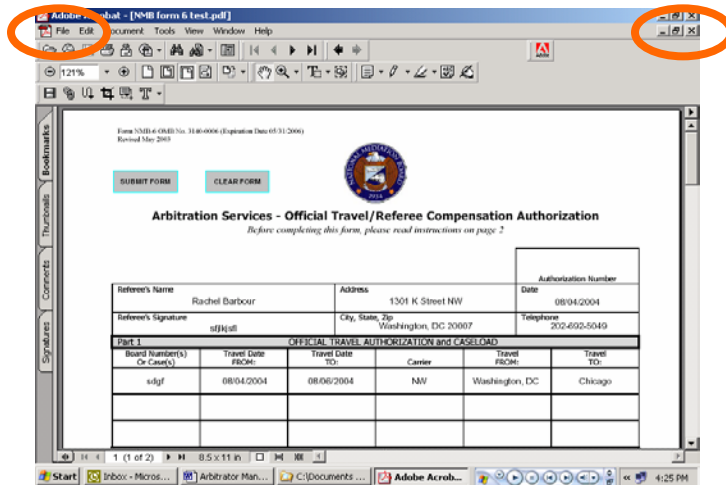 Adobe Acrobat - [NMB form 6 test.pdf]
File Edit Document Tools View Window Help
121%
Bookmarks
Thumbnails
Comments
Signatures
Form NMB-6 OMB No. 3140-0006 (Expiration Date 05/31/2006)
Revised May 2003
SUBMIT FORM CLEAR FORM
NATIONAL MEDIATION BOARD
1934
Arbitration Services - Official Travel/Referee Compensation Authorization
Before completing this form, please read instructions on page 2
Authorization Number
Referee's Name Address Date
Rachel Barbour 1301 K Street NW 08/04/2004
Referee's Signature City, State, Zip Telephone
sfjlkjsfl Washington, DC 20007 202-692-5049
Part 1 OFFICIAL TRAVEL AUTHORIZATION and CASELOAD
Board Number(s) Travel Date Travel Date Travel Travel
Or Case(s) FROM: TO: Carrier FROM: TO:
sdgf 08/04/2004 08/06/2004 NW Washington, DC Chicago
1 (1 of 2) 8.5 x 11 in
Start Inbox - Micros... Arbitrator Man... C:\Documents ... Adobe Acrob... 4:25 PM